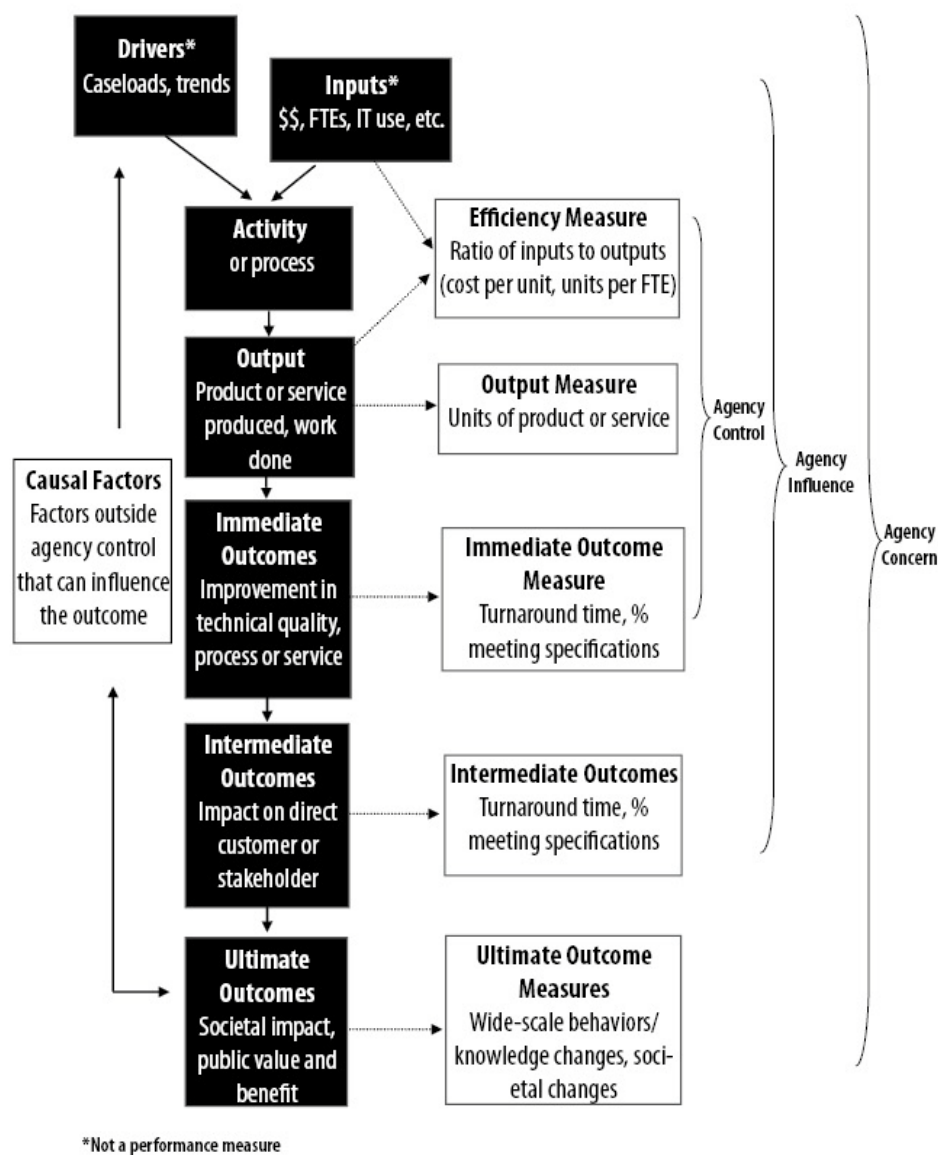 Drivers*
Caseloads, trends
Inputs*
$$, FTEs, IT use, etc.
Activity
or process
Efficiency Measure
Ratio of inputs to outputs
(cost per unit, units per FTE)
Output
Product or service
produced, work
done
Output Measure
Units of product or service
Agency
Control
Agency
Influence
Agency
Concern
Causal Factors
Factors outside
agency control
that can influence
the outcome
Immediate
Outcomes
Improvement in
technical quality,
process or service
Immediate Outcome
Measure
Turnaround time, %
meeting specifications
Intermediate
Outcomes
Impact on direct
customer or
stakeholder
Intermediate Outcomes
Turnaround time, %
meeting specifications
Ultimate
Outcomes
Societal impact,
public value and
benefit
Ultimate Outcome
Measures
Wide-scale behaviors/
knowledge changes, soci-
etal changes
*Not a performance measure